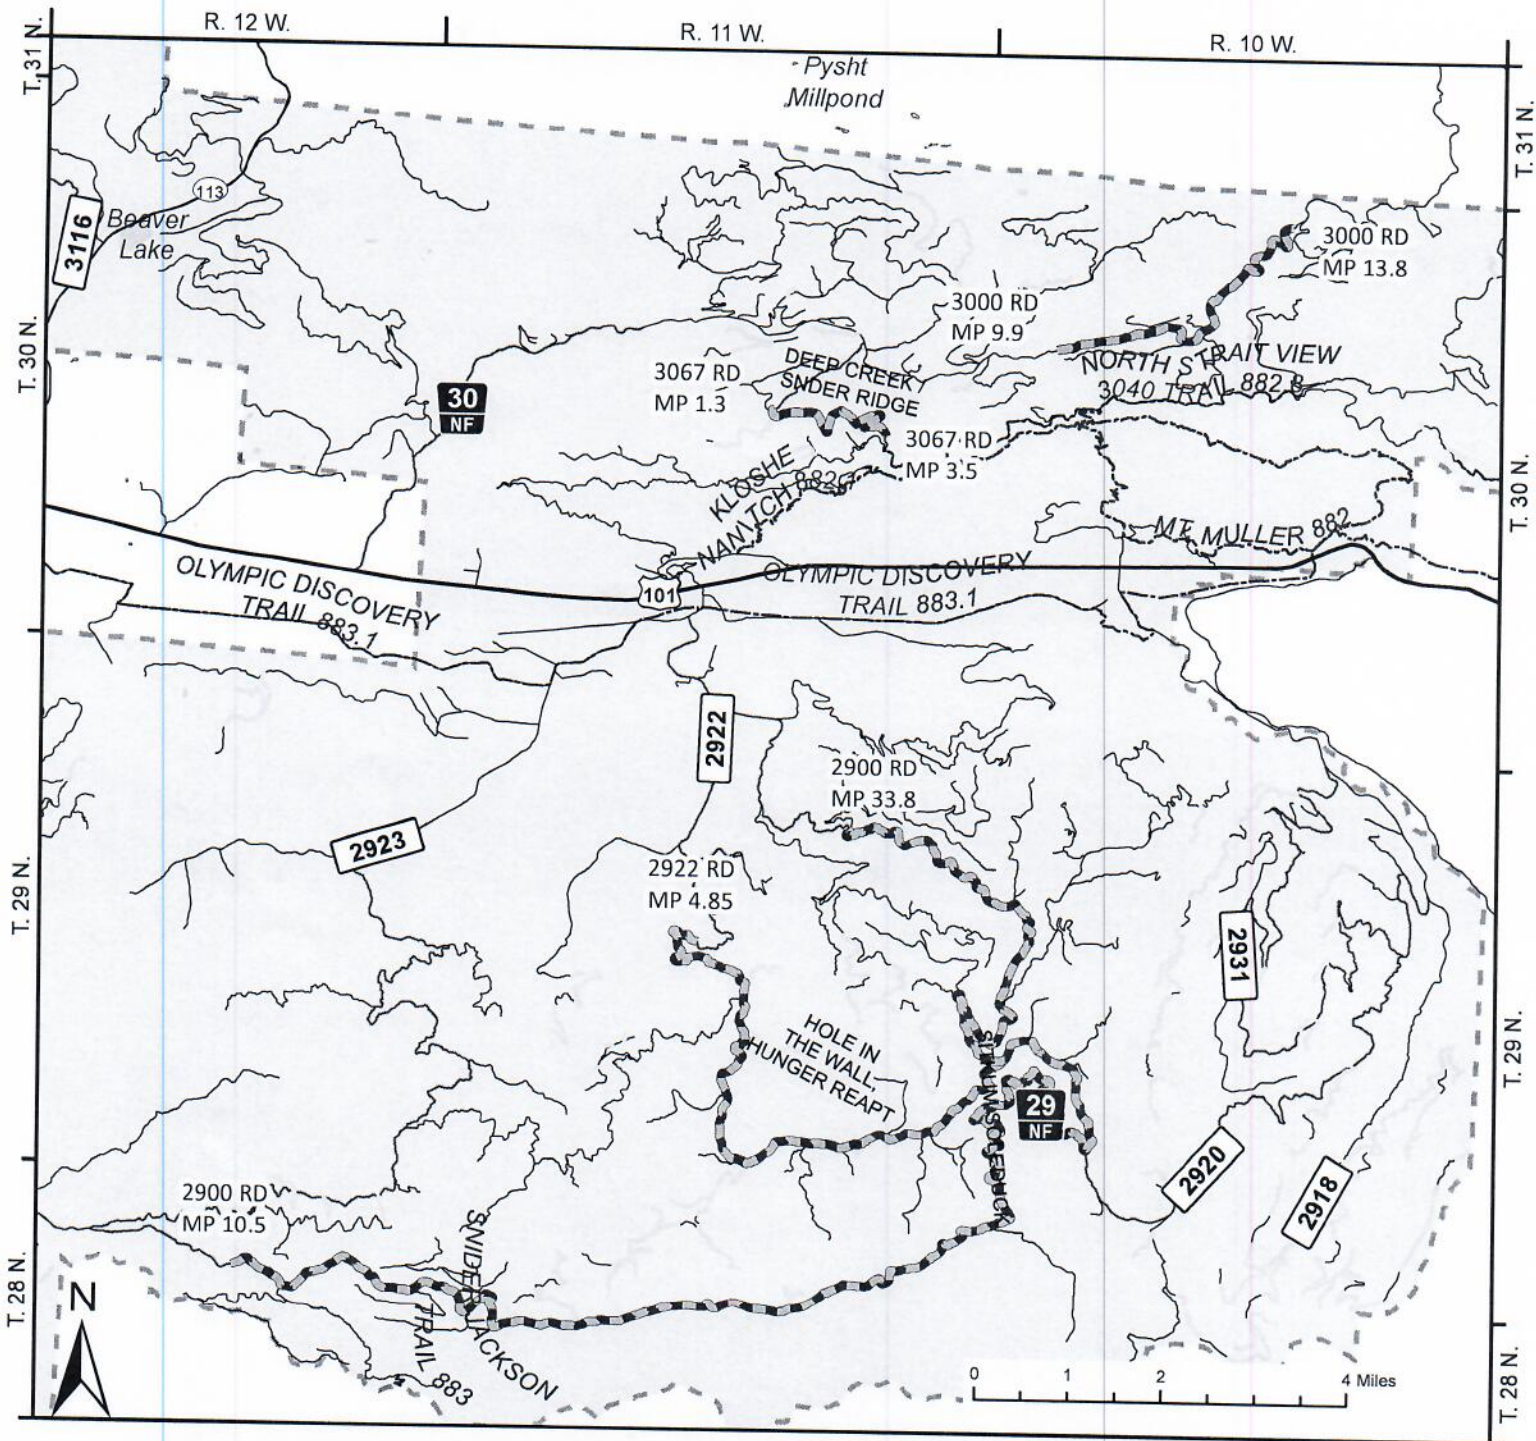 R. 12 W.
R. 11 W.
R. 10 W.
T. 31 N.
T. 31 N.
Pysht
Millpond
113
3116
Beaver
Lake
3000 RD
MP 13.8
3000 RD
MP 9.9
T. 30 N.
NORTH STRAIT VIEW
3040 TRAIL 882.3
DEEP CREEK /
SNDER RIDGE
3067 RD
MP 1.3
30
NF
3067 RD
MP 3.5
KLOSHE
NANITCH 882
T. 30 N.
MT. MULLER 882
OLYMPIC DISCOVERY
TRAIL 883.1
101
OLYMPIC DISCOVERY
TRAIL 883.1
2922
2900 RD
MP 33.8
2923
2922 RD
MP 4.85
T. 29 N.
2931
HOLE IN
THE WALL,
HUNGER REAPT
T. 29 N.
29
NF
2920
2918
2900 RD
MP 10.5
T. 28 N.
N
SNIDER JACKSON
TRAIL 883
0 1 2 4 Miles
T. 28 N.